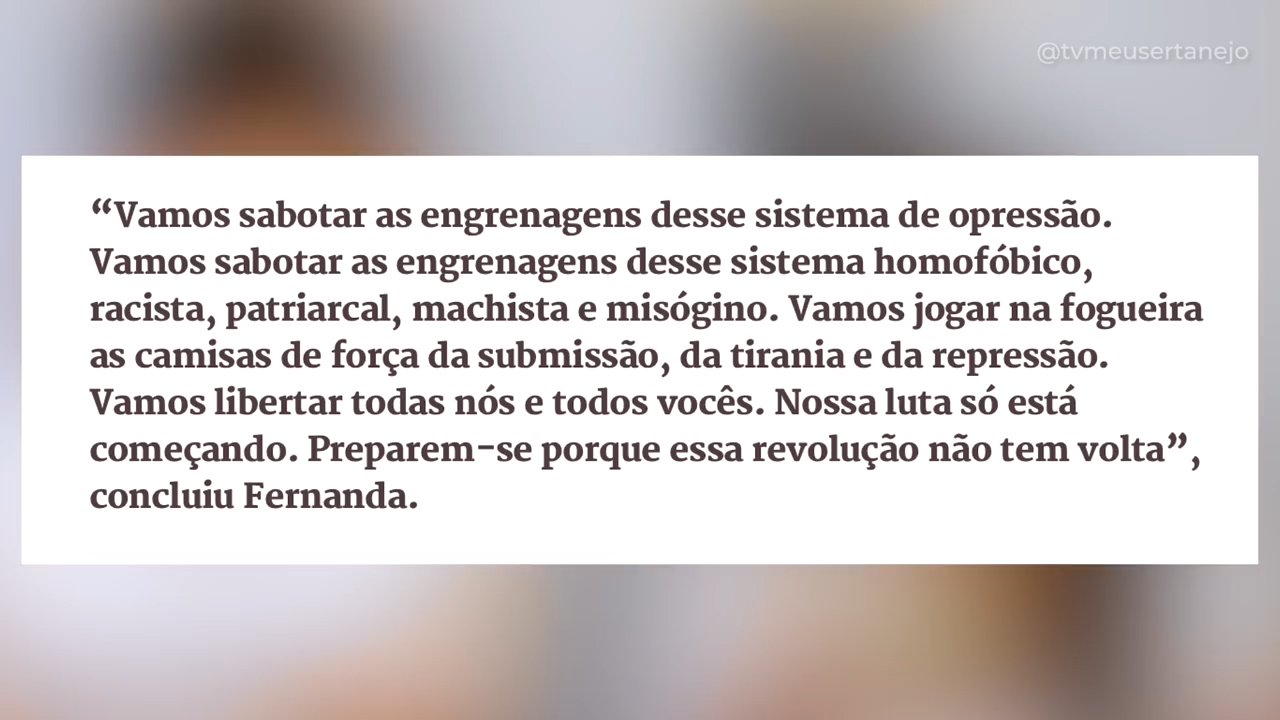 @tvmeusertanejo
“Vamos sabotar as engrenagens desse sistema de opressão.
Vamos sabotar as engrenagens desse sistema homofóbico,
racista, patriarcal, machista e misógino. Vamos jogar na fogueira
as camisas de força da submissão, da tirania e da repressão.
Vamos libertar todas nós e todos vocês. Nossa luta só está
começando. Preparem-se porque essa revolução não tem volta”,
concluiu Fernanda.